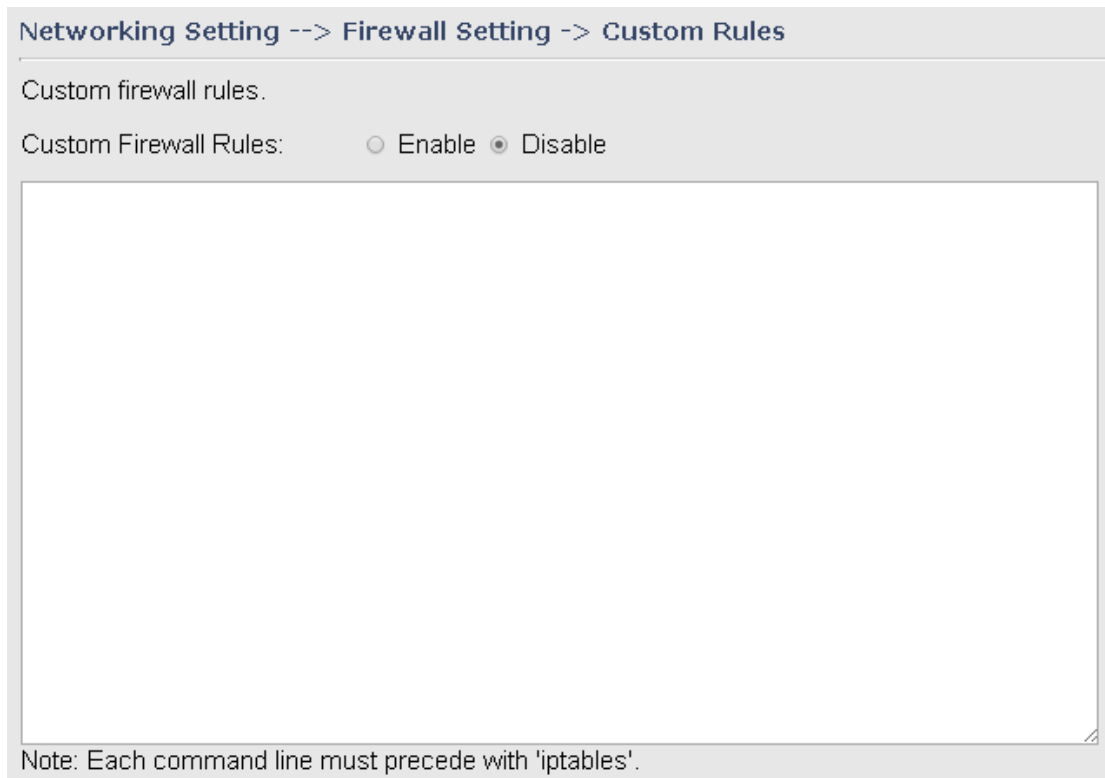 Networking Setting --> Firewall Setting -> Custom Rules
Custom firewall rules.
Custom Firewall Rules: Enable Disable
Note: Each command line must precede with 'iptables'.